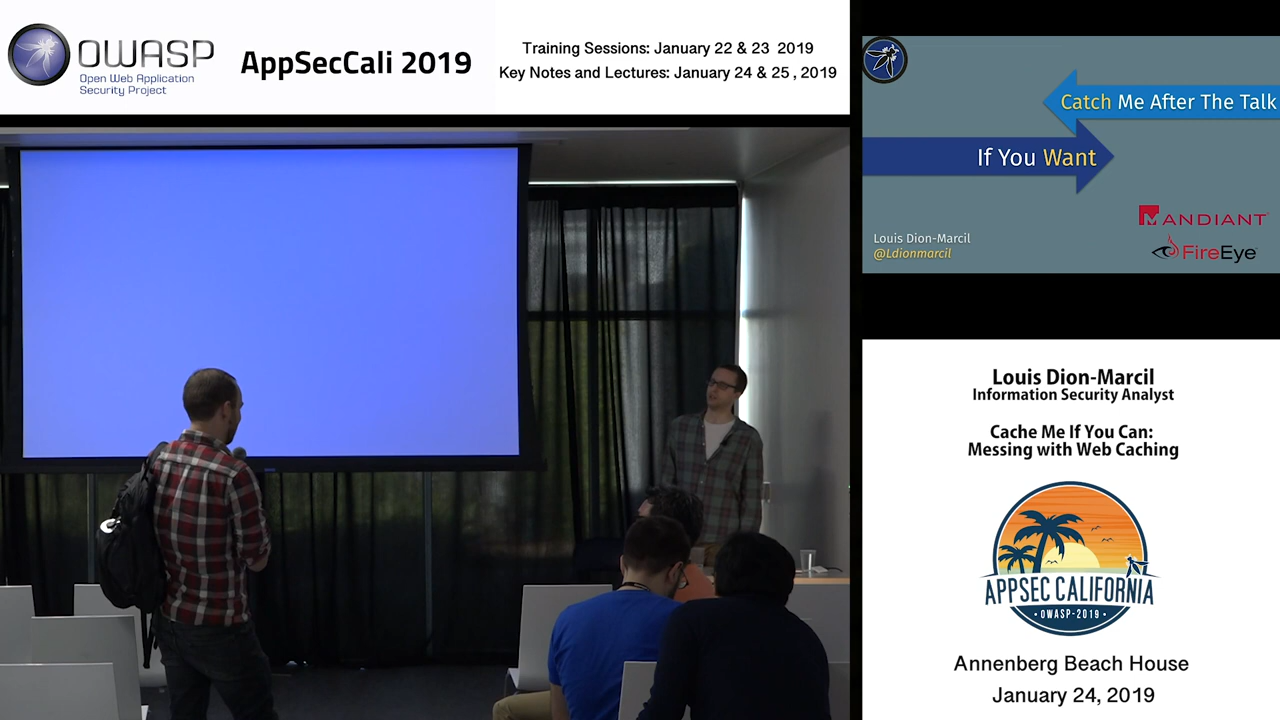 OWASP
Open Web Application
Security Project
AppSecCali 2019
Training Sessions: January 22 & 23 2019
Key Notes and Lectures: January 24 & 25 , 2019
Catch Me After The Talk
If You Want
Louis Dion-Marcil
@Ldionmarcil
MANDIANT
FireEye
Louis Dion-Marcil
Information Security Analyst
Cache Me If You Can:
Messing with Web Caching
APPSEC CALIFORNIA
• OWASP-2019 •
Annenberg Beach House
January 24, 2019